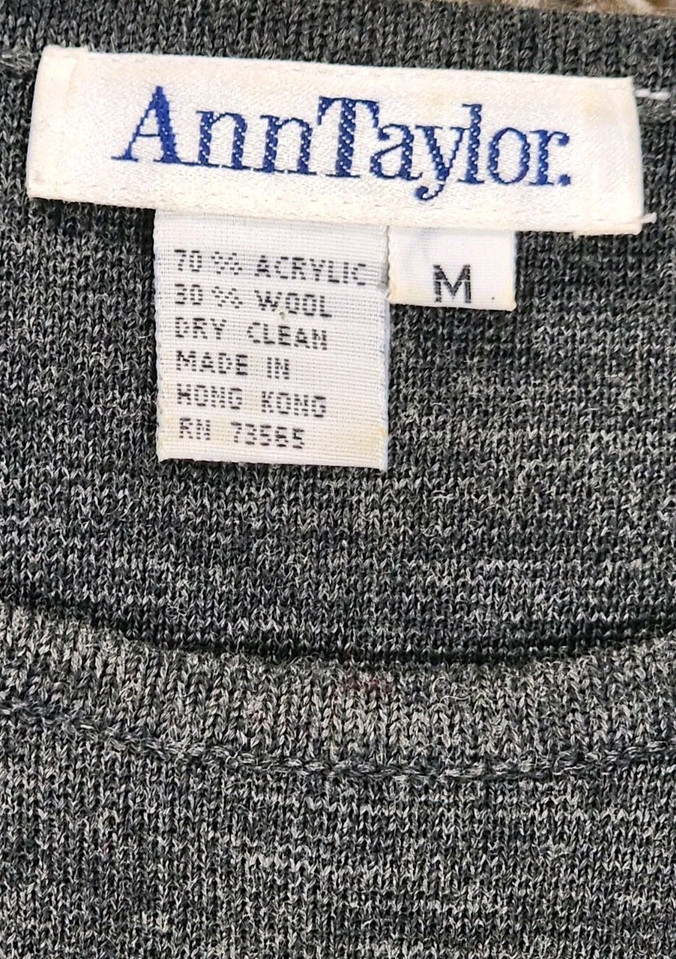 AnnTaylor.
70 % ACRYLIC
30 % WOOL
DRY CLEAN
MADE IN
HONG KONG
RN 73565
M